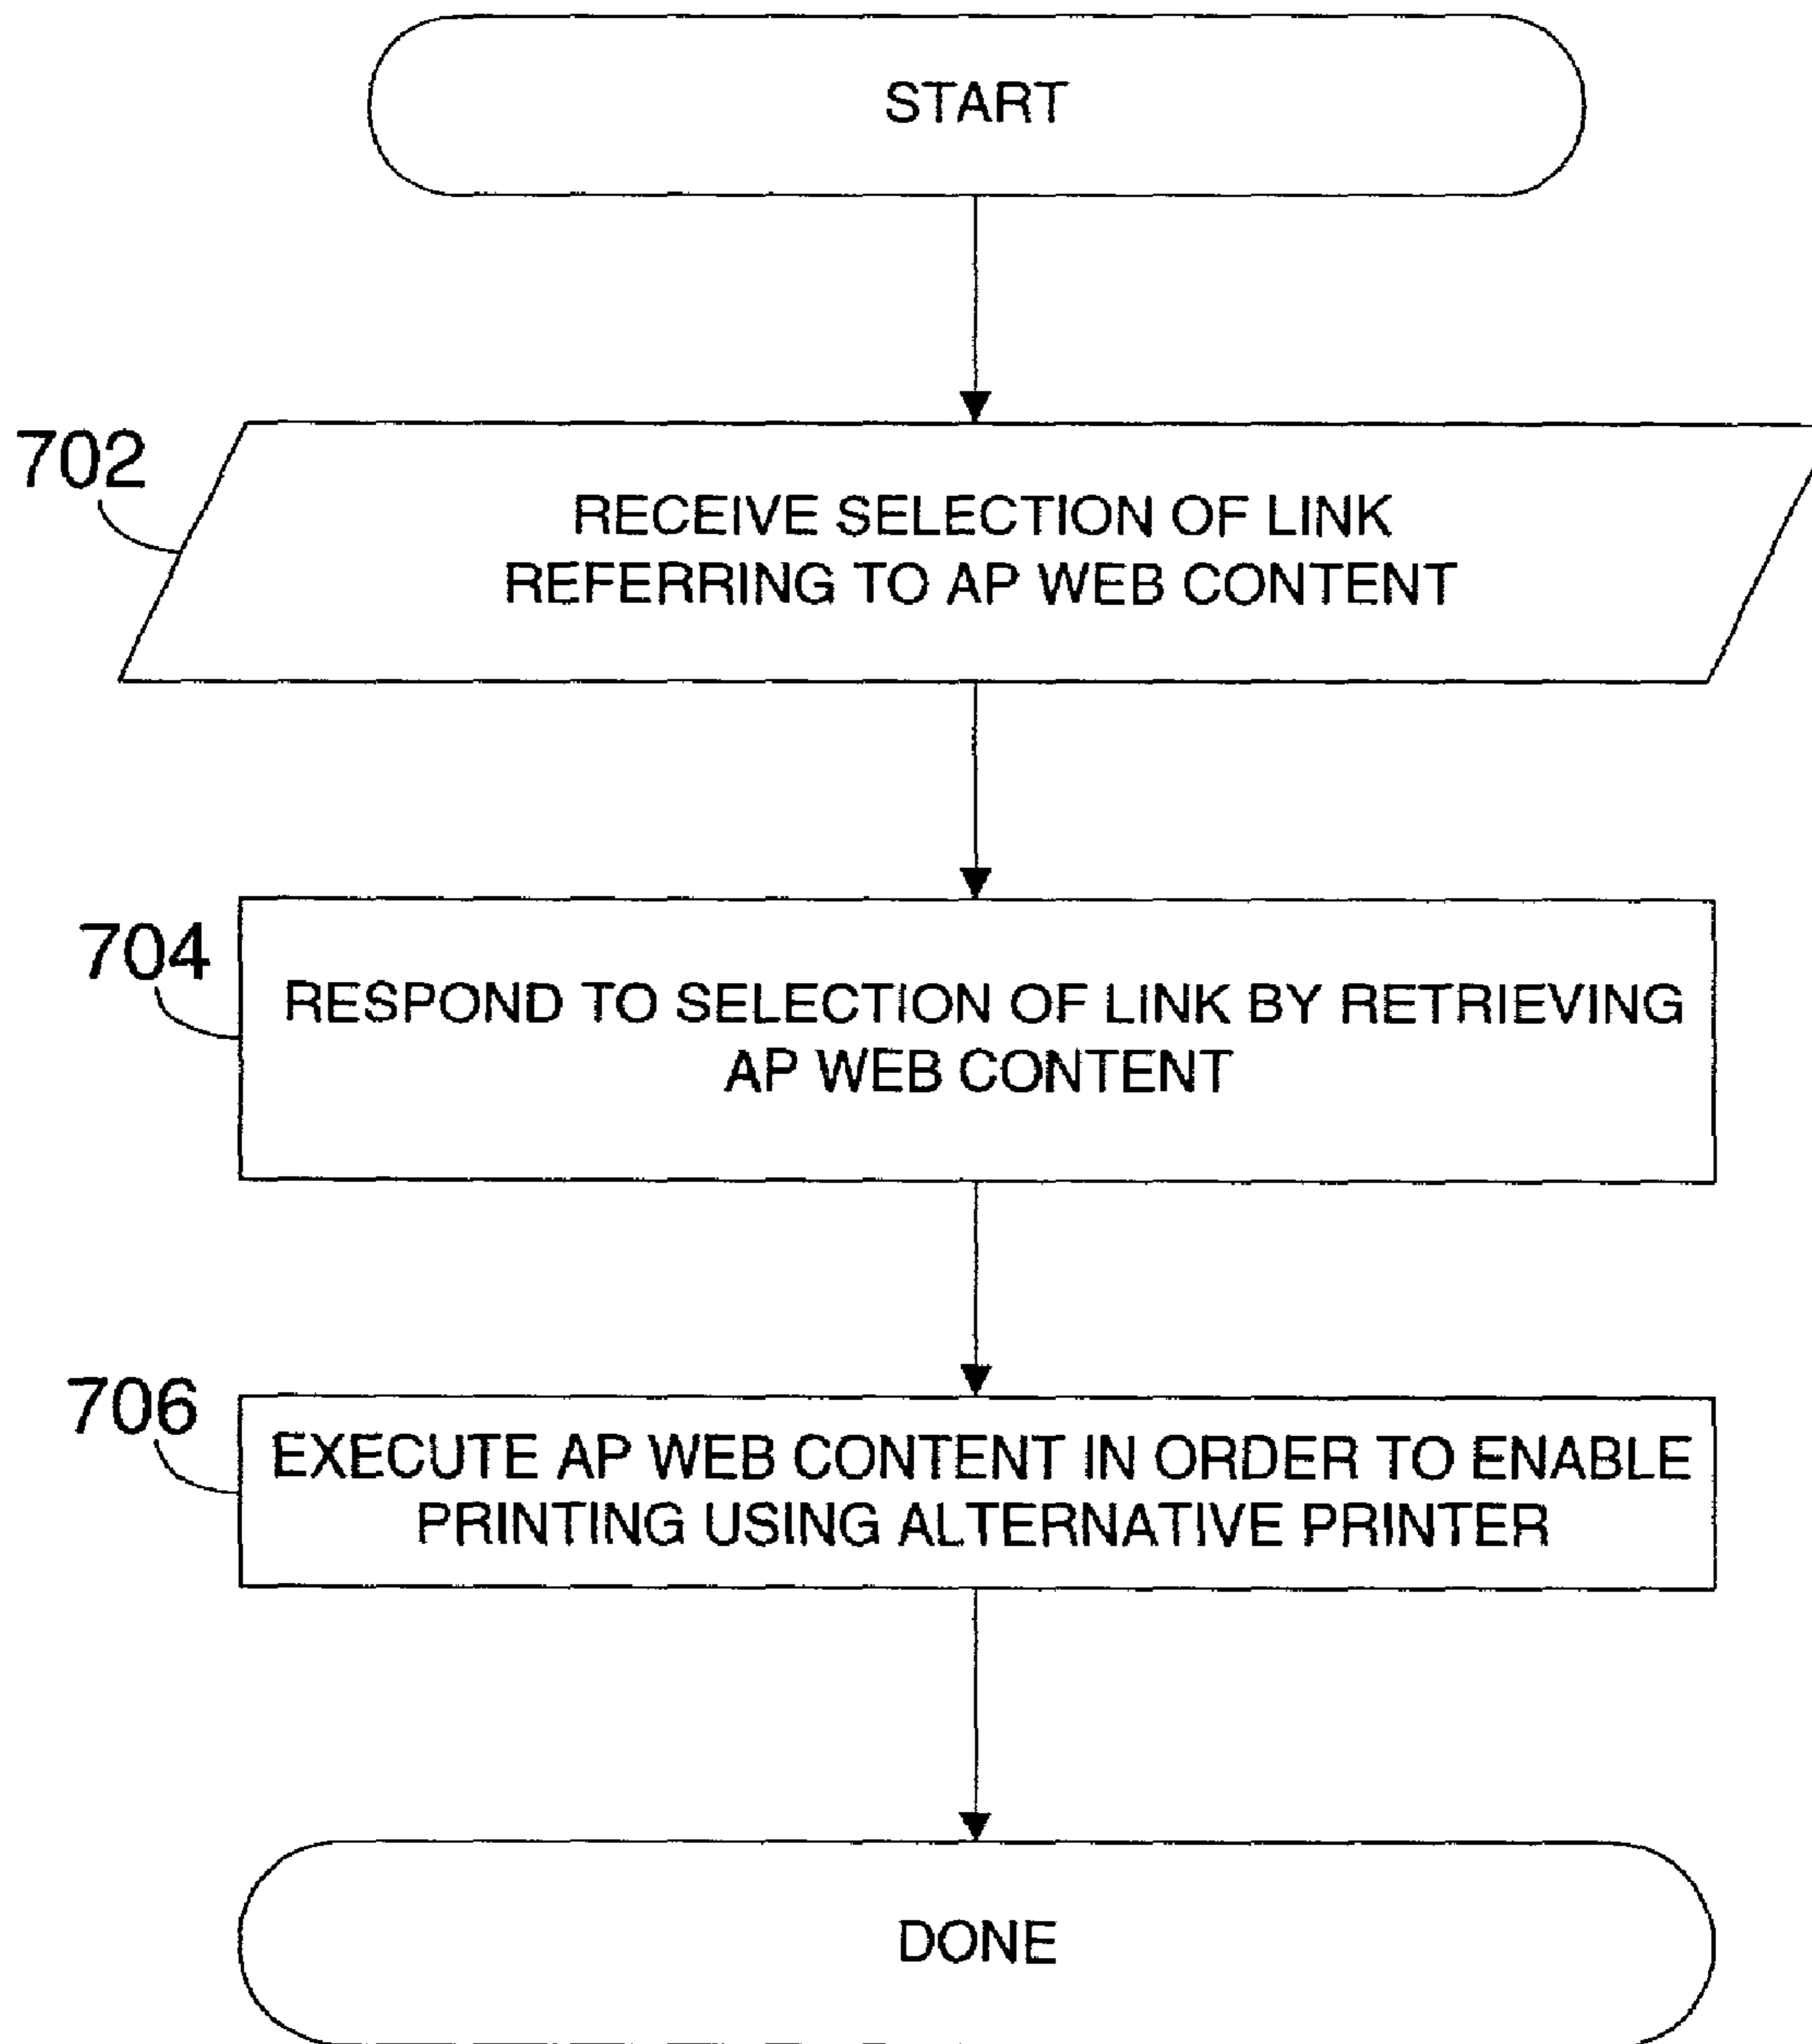 START
702
RECEIVE SELECTION OF LINK
REFERRING TO AP WEB CONTENT
704
RESPOND TO SELECTION OF LINK BY RETRIEVING
AP WEB CONTENT
706
EXECUTE AP WEB CONTENT IN ORDER TO ENABLE
PRINTING USING ALTERNATIVE PRINTER
DONE